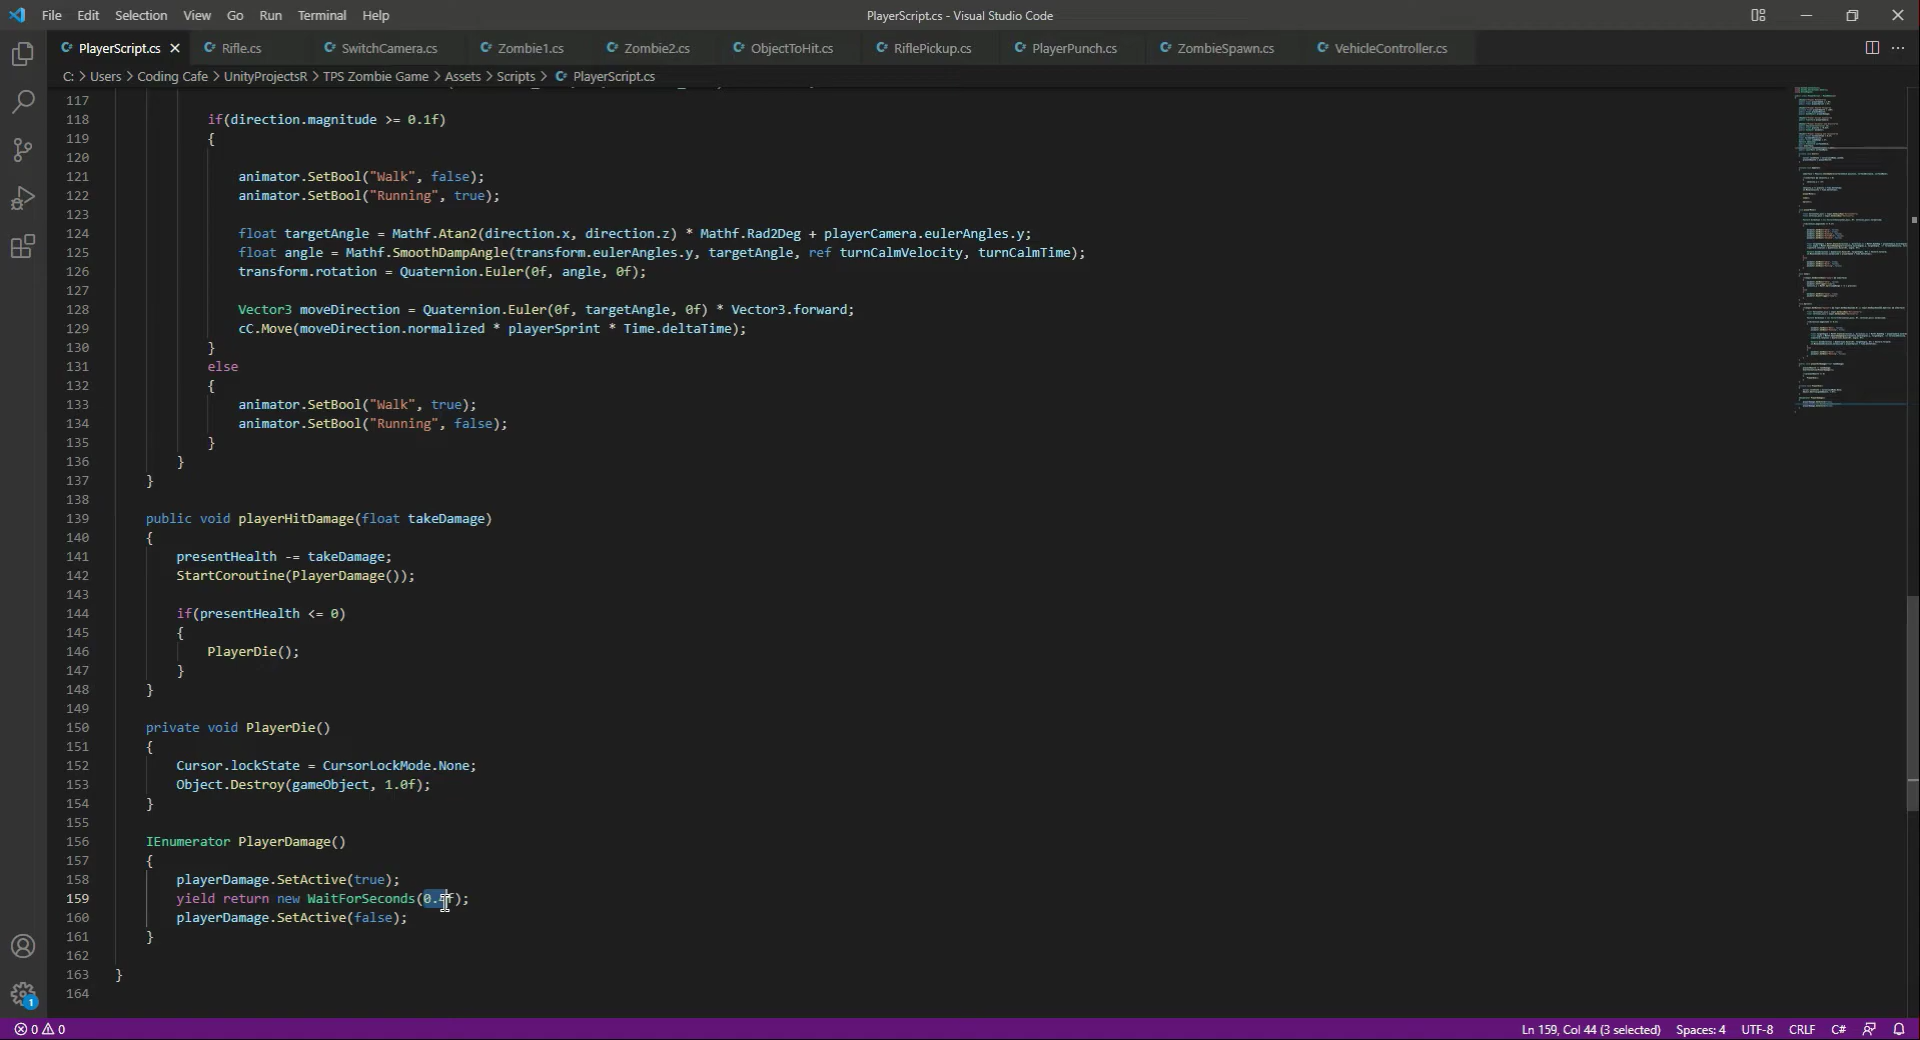 File Edit Selection View Go Run Terminal Help
PlayerScript.cs - Visual Studio Code
PlayerScript.cs Rifle.cs SwitchCamera.cs Zombie1.cs Zombie2.cs ObjectToHit.cs RiflePickup.cs PlayerPunch.cs ZombieSpawn.cs VehicleController.cs
C: > Users > Coding Cafe > UnityProjectsR > TPS Zombie Game > Assets > Scripts > PlayerScript.cs
117
118 if(direction.magnitude >= 0.1f)
119 {
120
121 animator.SetBool("Walk", false);
122 animator.SetBool("Running", true);
123
124 float targetAngle = Mathf.Atan2(direction.x, direction.z) * Mathf.Rad2Deg + playerCamera.eulerAngles.y;
125 float angle = Mathf.SmoothDampAngle(transform.eulerAngles.y, targetAngle, ref turnCalmVelocity, turnCalmTime);
126 transform.rotation = Quaternion.Euler(0f, angle, 0f);
127
128 Vector3 moveDirection = Quaternion.Euler(0f, targetAngle, 0f) * Vector3.forward;
129 cC.Move(moveDirection.normalized * playerSprint * Time.deltaTime);
130 }
131 else
132 {
133 animator.SetBool("Walk", true);
134 animator.SetBool("Running", false);
135 }
136 }
137 }
138
139 public void playerHitDamage(float takeDamage)
140 {
141 presentHealth -= takeDamage;
142 StartCoroutine(PlayerDamage());
143
144 if(presentHealth <= 0)
145 {
146 PlayerDie();
147 }
148 }
149
150 private void PlayerDie()
151 {
152 Cursor.lockState = CursorLockMode.None;
153 Object.Destroy(gameObject, 1.0f);
154 }
155
156 IEnumerator PlayerDamage()
157 {
158 playerDamage.SetActive(true);
159 yield return new WaitForSeconds(
160 playerDamage.SetActive(false);
161 }
162
163 }
164
1
0 0 Ln 159, Col 44 (3 selected) Spaces: 4 UTF-8 CRLF C#